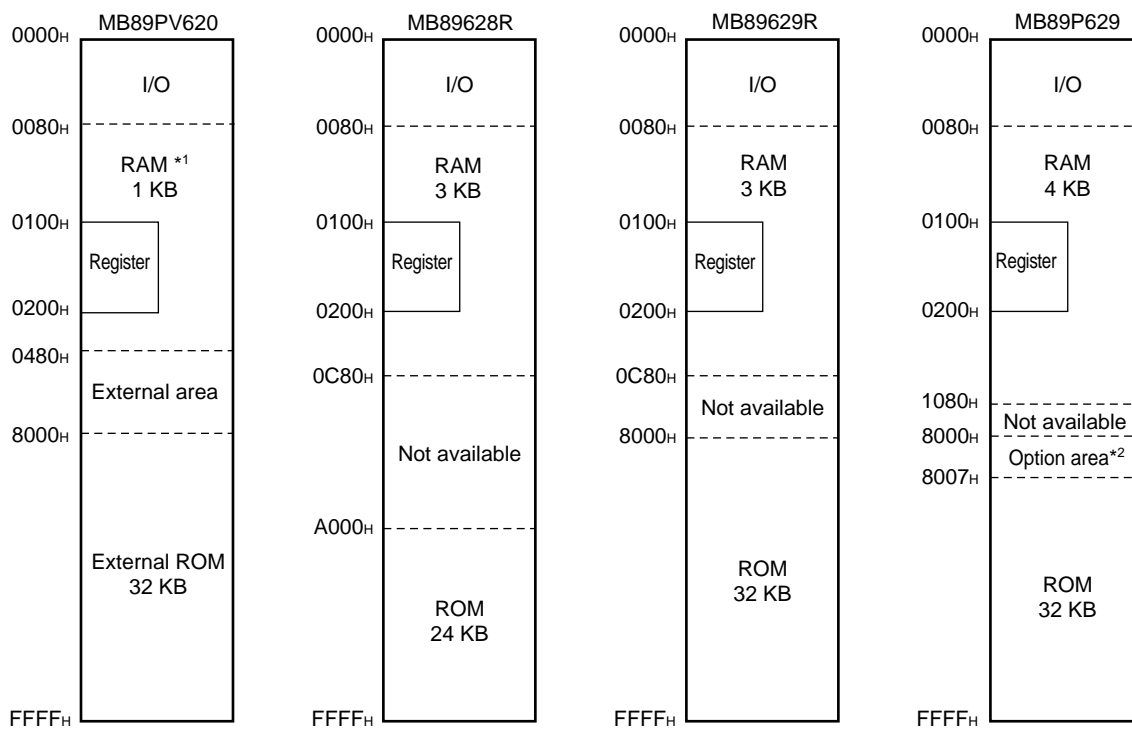 MB89PV620
0000H
I/O
0080H
RAM *1
1 KB
0100H
Register
0200H
0480H
External area
8000H
External ROM
32 KB
FFFFH
MB89628R
0000H
I/O
0080H
RAM
3 KB
0100H
Register
0200H
0C80H
Not available
A000H
ROM
24 KB
FFFFH
MB89629R
0000H
I/O
0080H
RAM
3 KB
0100H
Register
0200H
0C80H
Not available
8000H
ROM
32 KB
FFFFH
MB89P629
0000H
I/O
0080H
RAM
4 KB
0100H
Register
0200H
1080H
Not available
8000H
Option area*2
8007H
ROM
32 KB
FFFFH